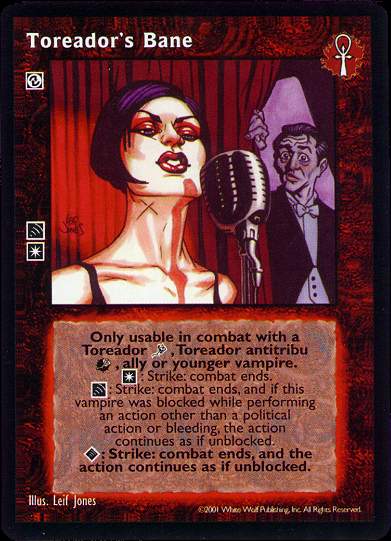 Toreador's Bane
LEIF
JONES
Only usable in combat with a
Toreador , Toreador antitribu
, ally or younger vampire.
: Strike: combat ends.
: Strike: combat ends, and if this
vampire was blocked while performing
an action other than a political
action or bleeding, the action
continues as if unblocked.
: Strike: combat ends, and the
action continues as if unblocked.
Illus. Leif Jones
©2001 White Wolf Publishing, Inc. All Rights Reserved.